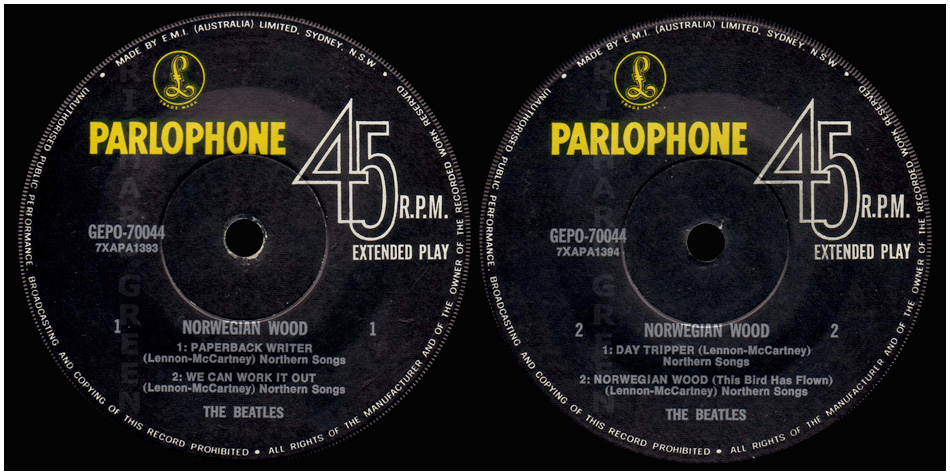 • MADE BY E.M.I. (AUSTRALIA) LIMITED, SYDNEY, N.S.W. •
UNAUTHORISED PUBLIC PERFORMANCE BROADCASTING AND COPYING OF THIS RECORD PROHIBITED • ALL RIGHTS OF THE MANUFACTURER AND OF THE OWNER OF THE RECORDED WORK RESERVED
£
TRADE MARK
PARLOPHONE
45
R.P.M.
GEPO-70044
7XAPA1393
EXTENDED PLAY
1 NORWEGIAN WOOD 1
1: PAPERBACK WRITER
(Lennon-McCartney) Northern Songs
2: WE CAN WORK IT OUT
(Lennon-McCartney) Northern Songs
THE BEATLES
• MADE BY E.M.I. (AUSTRALIA) LIMITED, SYDNEY, N.S.W. •
UNAUTHORISED PUBLIC PERFORMANCE BROADCASTING AND COPYING OF THIS RECORD PROHIBITED • ALL RIGHTS OF THE MANUFACTURER AND OF THE OWNER OF THE RECORDED WORK RESERVED
£
TRADE MARK
PARLOPHONE
45
R.P.M.
GEPO-70044
7XAPA1394
EXTENDED PLAY
2 NORWEGIAN WOOD 2
1: DAY TRIPPER (Lennon-McCartney)
Northern Songs
2: NORWEGIAN WOOD (This Bird Has Flown)
(Lennon-McCartney) Northern Songs
THE BEATLES